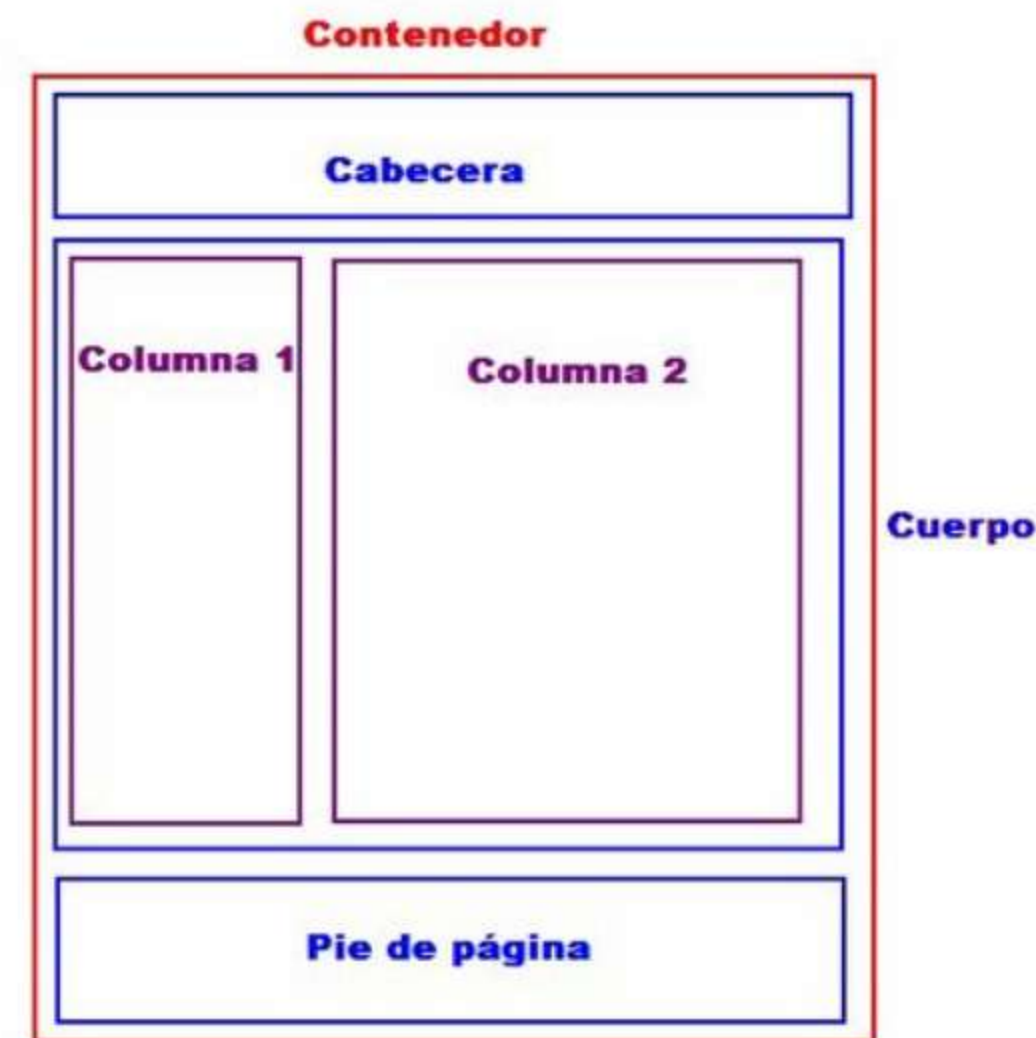 Contenedor
Cabecera
Columna 1
Columna 2
Cuerpo
Pie de página